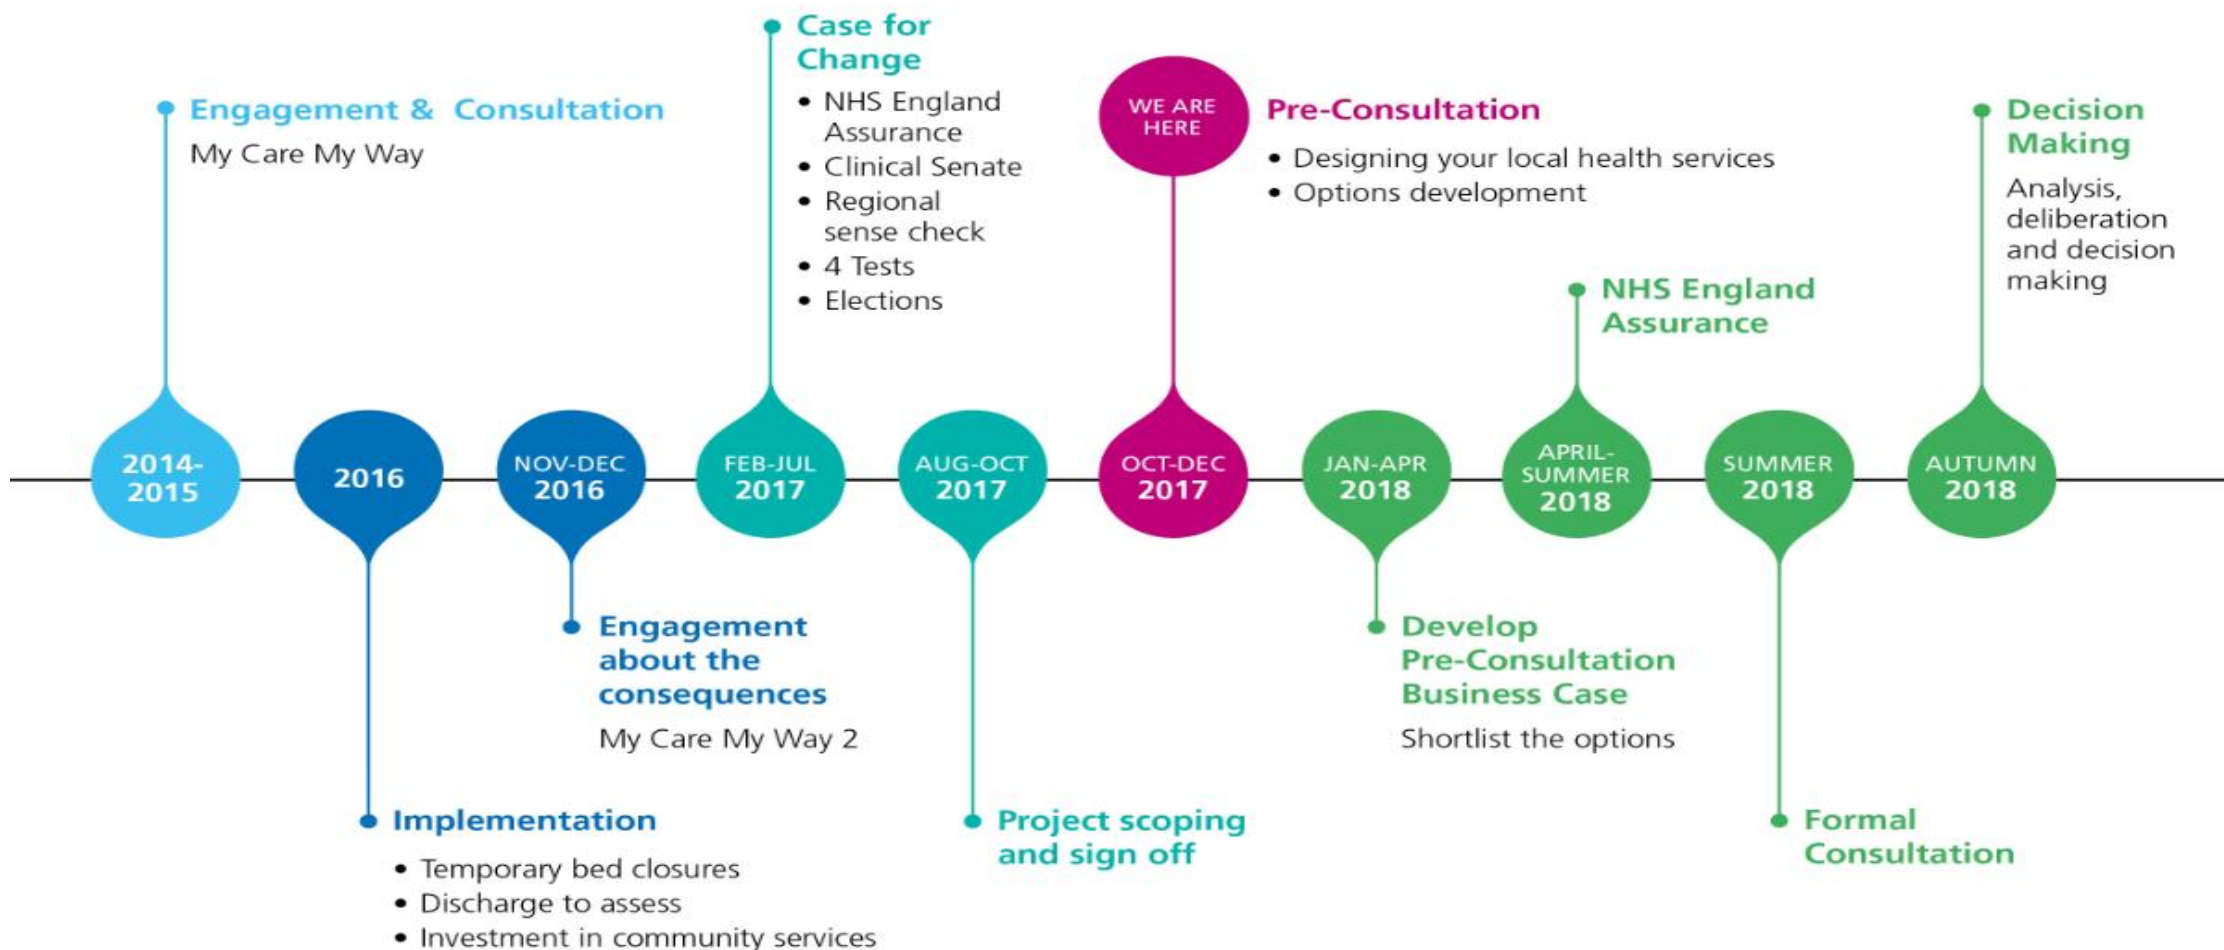 Engagement & Consultation
My Care My Way
Case for
Change
• NHS England
Assurance
• Clinical Senate
• Regional
sense check
• 4 Tests
• Elections
WE ARE
HERE
Pre-Consultation
• Designing your local health services
• Options development
NHS England
Assurance
Decision
Making
Analysis,
deliberation
and decision
making
2014-
2015
2016
NOV-DEC
2016
FEB-JUL
2017
AUG-OCT
2017
OCT-DEC
2017
JAN-APR
2018
APRIL-
SUMMER
2018
SUMMER
2018
AUTUMN
2018
Implementation
• Temporary bed closures
• Discharge to assess
• Investment in community services
Engagement
about the
consequences
My Care My Way 2
Project scoping
and sign off
Develop
Pre-Consultation
Business Case
Shortlist the options
Formal
Consultation